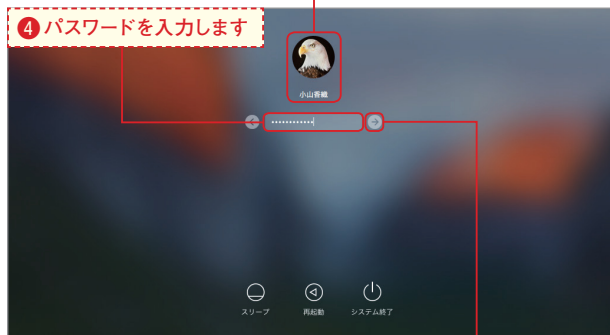 ❹ パスワードを入力します
小山香織
スリープ
再起動
システム終了